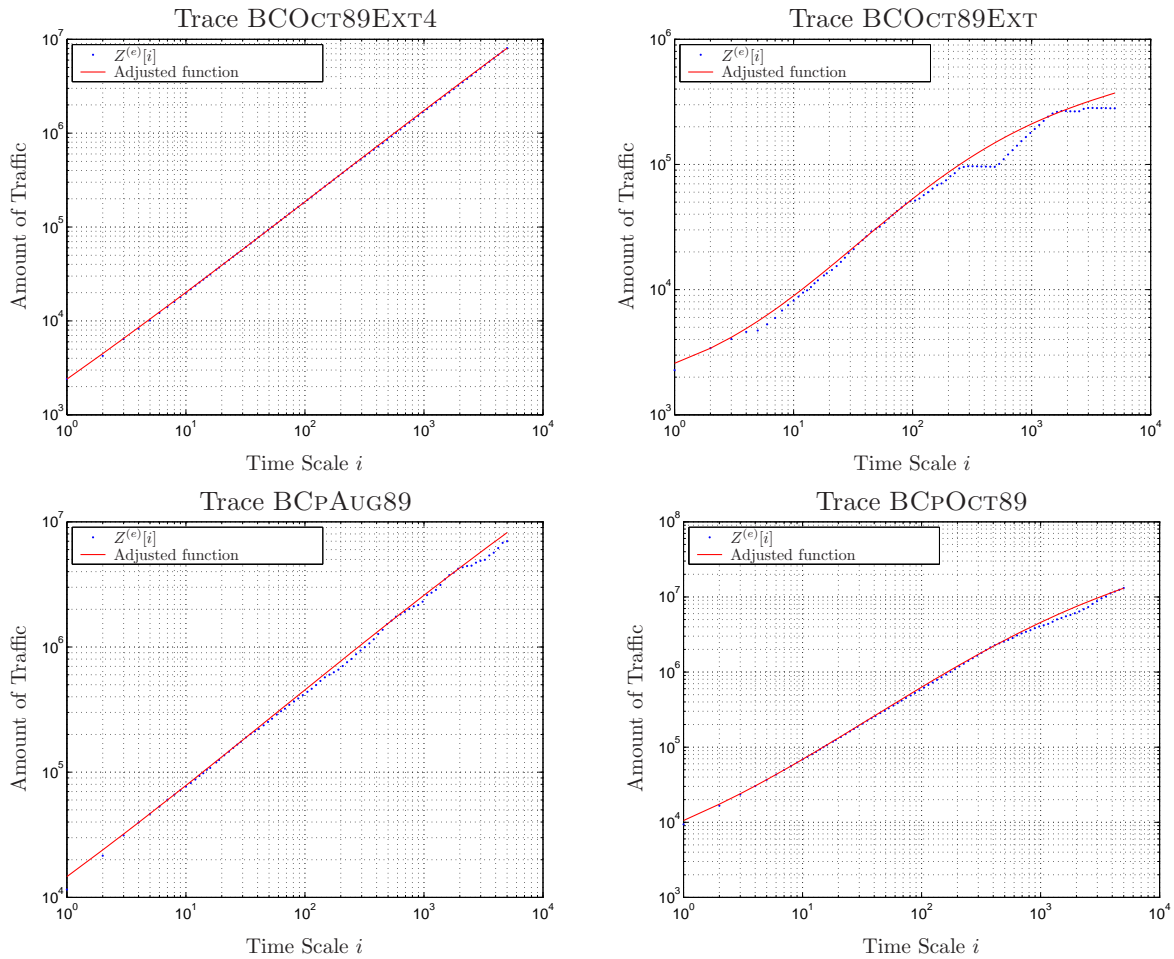 Trace BCOCT89EXT4
Z^(e)[i]
Adjusted function
10^7
10^6
10^5
10^4
10^3
Amount of Traffic
10^0 10^1 10^2 10^3 10^4
Time Scale i
Trace BCOCT89EXT
Z^(e)[i]
Adjusted function
10^6
10^5
10^4
10^3
Amount of Traffic
10^0 10^1 10^2 10^3 10^4
Time Scale i
Trace BCPAUG89
Z^(e)[i]
Adjusted function
10^7
10^6
10^5
10^4
Amount of Traffic
10^0 10^1 10^2 10^3 10^4
Time Scale i
Trace BCPOCT89
Z^(e)[i]
Adjusted function
10^8
10^7
10^6
10^5
10^4
10^3
Amount of Traffic
10^0 10^1 10^2 10^3 10^4
Time Scale i